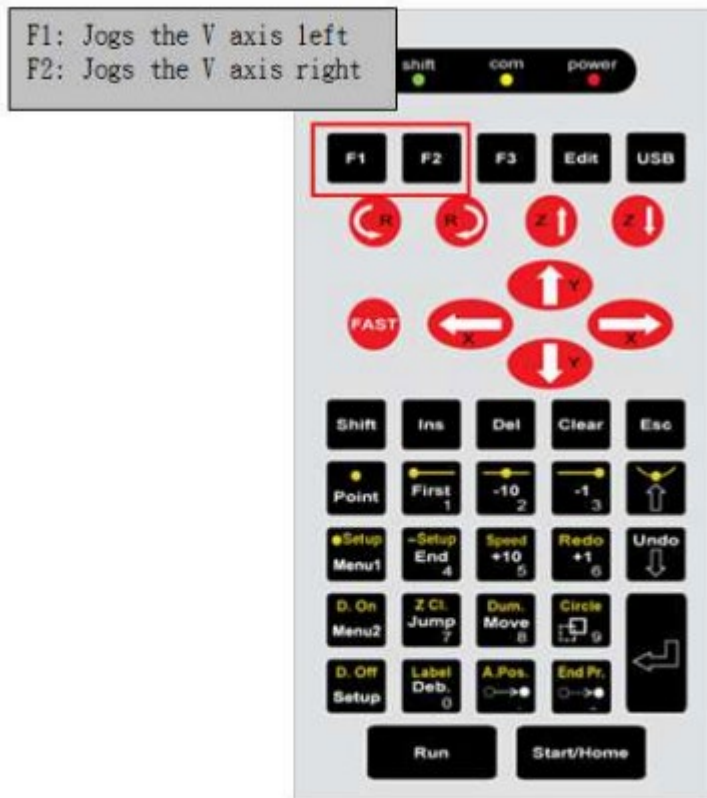 F1: Jogs the V axis left
F2: Jogs the V axis right
shift com power
F1 F2 F3 Edit USB
R R Z Z
Y
FAST X X
Y
Shift Ins Del Clear Esc
Point First 1 -10 2 -1 3
Setup ~Setup Speed Redo Undo
Menu1 End 4 +10 5 +1 6
D. On Z Cl. Dum. Circle
Menu2 Jump 7 Move 8 9
D. Off Label A.Pos. End Pr.
Setup Deb. 0 . -
Run Start/Home